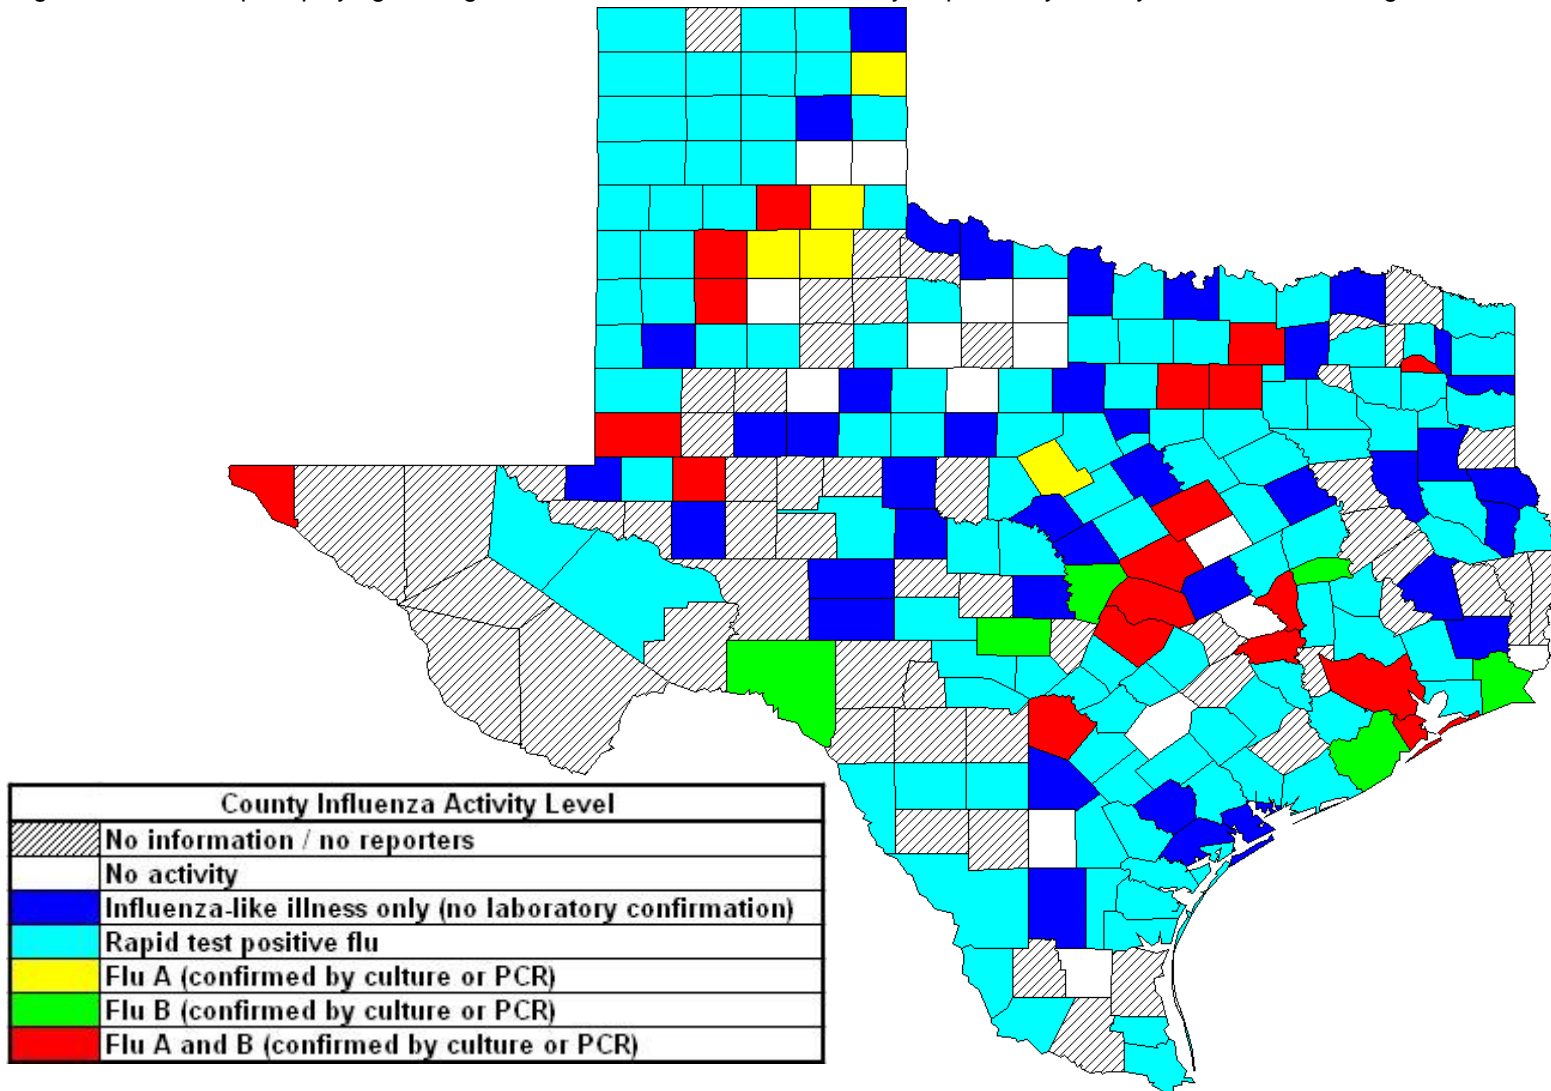 County Influenza Activity Level
No information / no reporters
No activity
Influenza-like illness only (no laboratory confirmation)
Rapid test positive flu
Flu A (confirmed by culture or PCR)
Flu B (confirmed by culture or PCR)
Flu A and B (confirmed by culture or PCR)